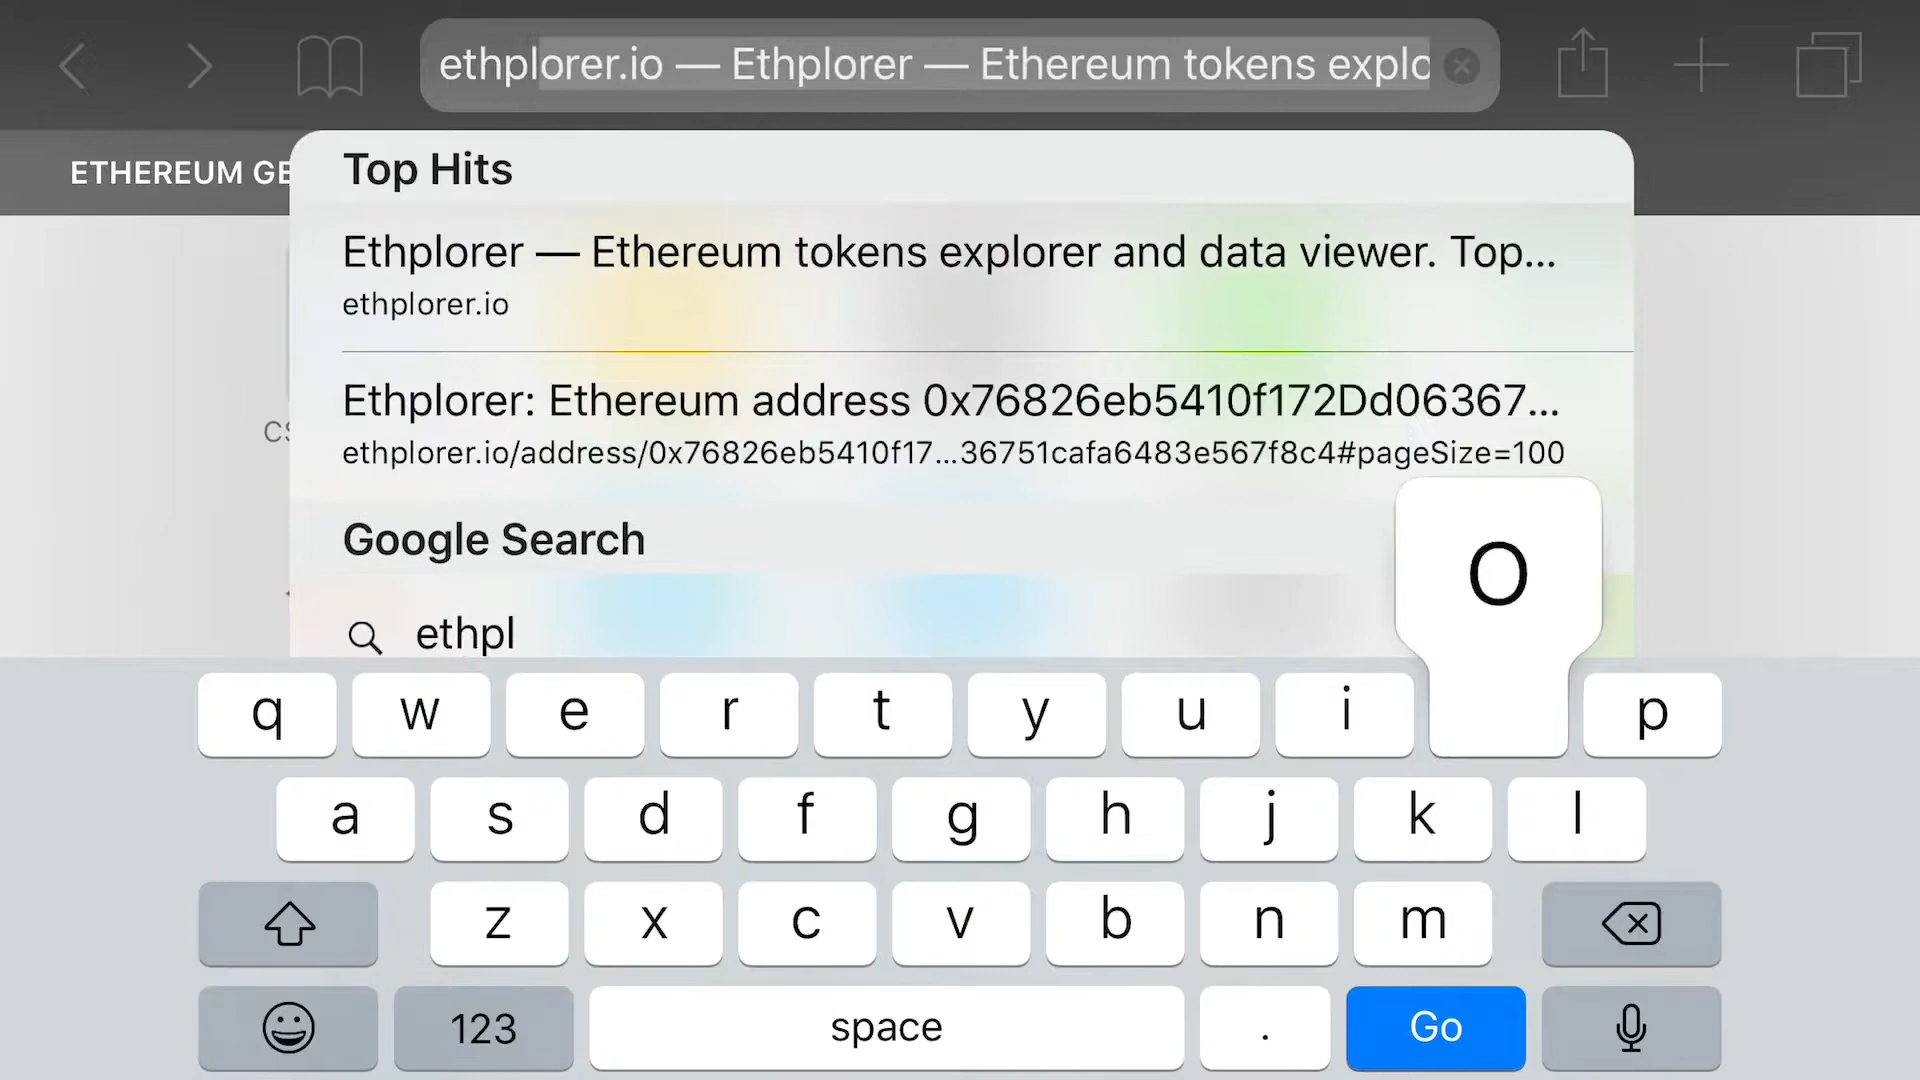 ethplorer.io — Ethplorer — Ethereum tokens explo
ETHEREUM GE
Top Hits
Ethplorer — Ethereum tokens explorer and data viewer. Top...
ethplorer.io
Ethplorer: Ethereum address 0x76826eb5410f172Dd06367...
ethplorer.io/address/0x76826eb5410f17...36751cafa6483e567f8c4#pageSize=100
CS
Google Search
ethpl
O
q w e r t y u i p
a s d f g h j k l
z x c v b n m
123 space . Go